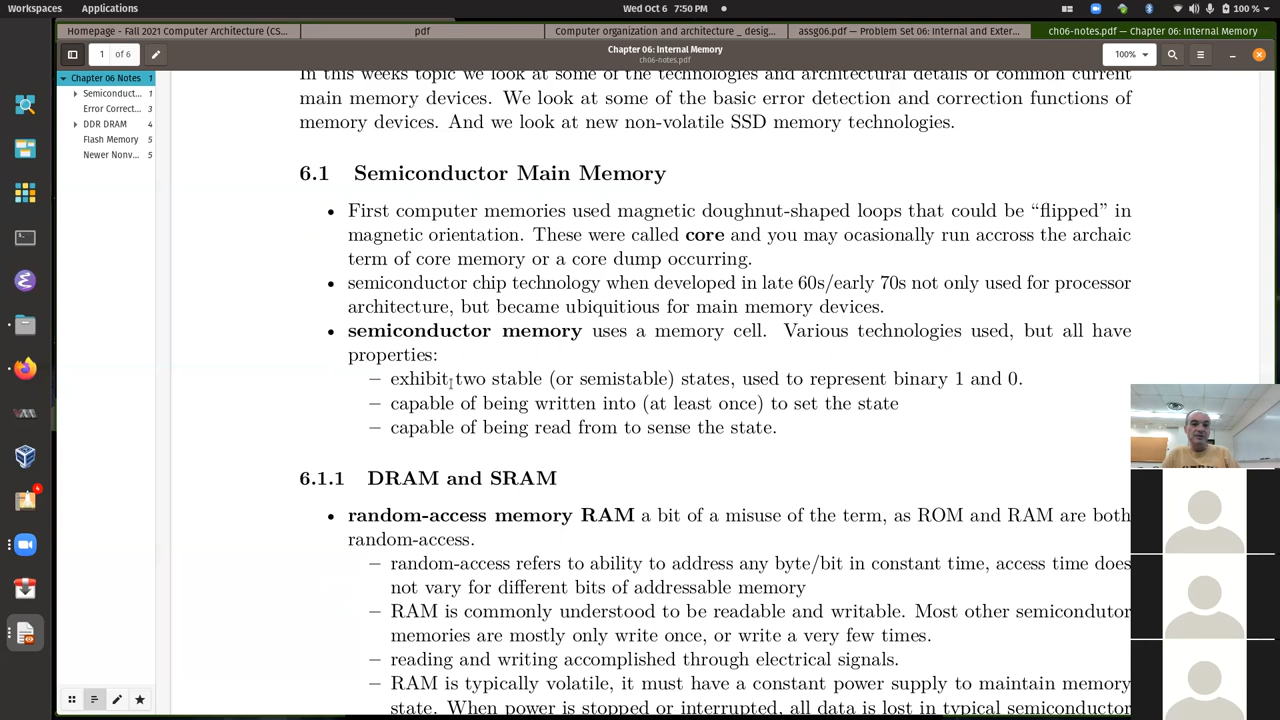 Workspaces Applications Wed Oct 6 7:50 PM 100 %
Homepage - Fall 2021 Computer Architecture (CS... pdf Computer organization and architecture _ desig... assg06.pdf — Problem Set 06: Internal and Exter... ch06-notes.pdf — Chapter 06: Internal Memory
1 of 6 Chapter 06: Internal Memory 100%
ch06-notes.pdf
Chapter 06 Notes 1
Semiconduct... 1
Error Correct... 3
DDR DRAM 4
Flash Memory 5
Newer Nonv... 5
In this weeks topic we look at some of the technologies and architectural details of common current
main memory devices. We look at some of the basic error detection and correction functions of
memory devices. And we look at new non-volatile SSD memory technologies.
6.1 Semiconductor Main Memory
• First computer memories used magnetic doughnut-shaped loops that could be “flipped” in
magnetic orientation. These were called core and you may ocasionally run accross the archaic
term of core memory or a core dump occurring.
• semiconductor chip technology when developed in late 60s/early 70s not only used for processor
architecture, but became ubiquitious for main memory devices.
• semiconductor memory uses a memory cell. Various technologies used, but all have
properties:
– exhibit two stable (or semistable) states, used to represent binary 1 and 0.
– capable of being written into (at least once) to set the state
– capable of being read from to sense the state.
6.1.1 DRAM and SRAM
• random-access memory RAM a bit of a misuse of the term, as ROM and RAM are both
random-access.
– random-access refers to ability to address any byte/bit in constant time, access time does
not vary for different bits of addressable memory
– RAM is commonly understood to be readable and writable. Most other semicondutor
memories are mostly only write once, or write a very few times.
– reading and writing accomplished through electrical signals.
– RAM is typically volatile, it must have a constant power supply to maintain memory
state. When power is stopped or interrupted, all data is lost in typical semiconductor